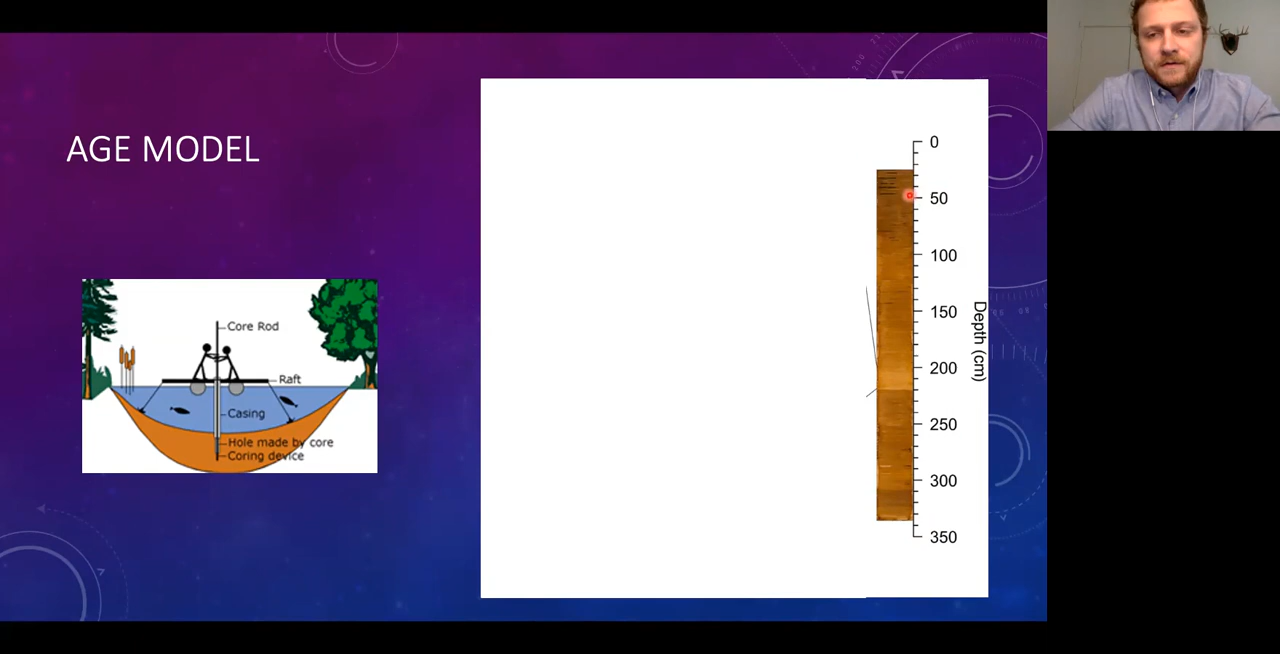 AGE MODEL
Core Rod
Raft
Casing
Hole made by core
Coring device
0
50
100
150
200
250
300
350
Depth (cm)